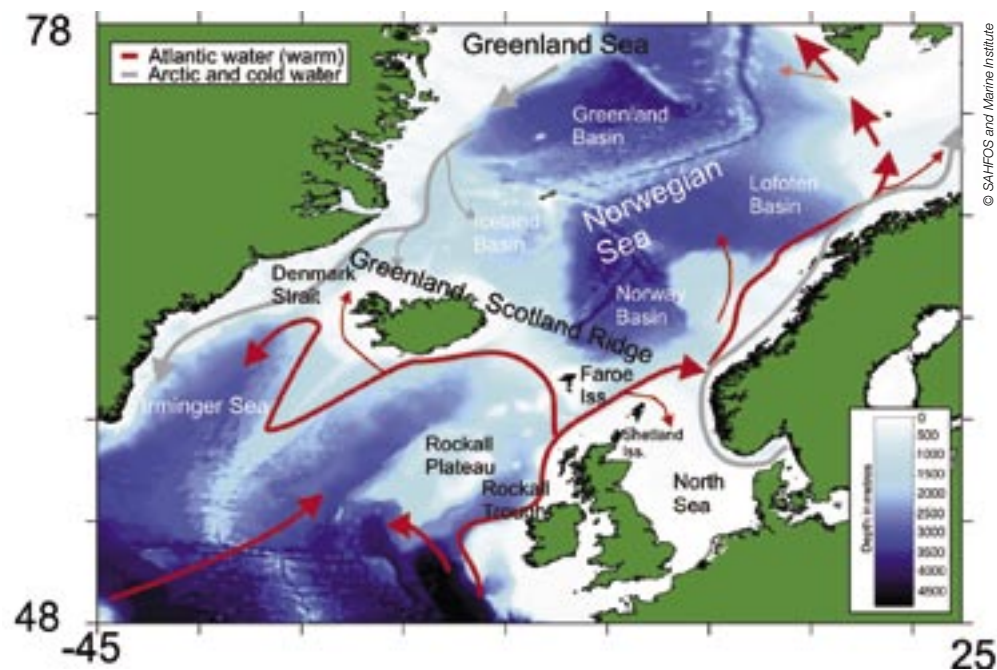 78
Atlantic water (warm)
Arctic and cold water
Greenland Sea
Greenland
Basin
Norwegian
Sea
Lofoten
Basin
Iceland
Basin
Denmark
Strait
Greenland - Scotland Ridge
Norway
Basin
Faroe
Iss.
Irminger Sea
Shetland
Iss.
Rockall
Plateau
Rockall
Trough
North
Sea
Depth in metres
0
500
1000
1500
2000
2500
3000
3500
4000
48
-45
25
© SAHFOS and Marine Institute